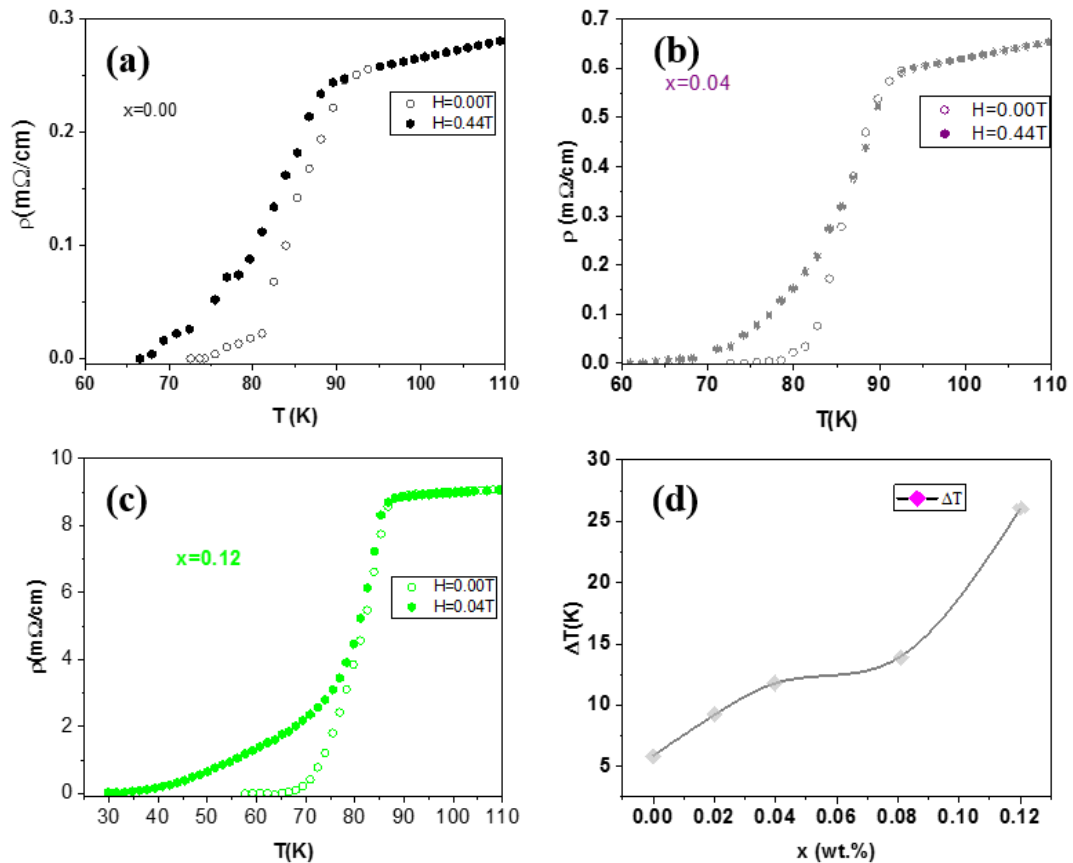 (a)
x=0.00
H=0.00T
H=0.44T
0.3
0.2
0.1
0.0
ρ(mΩ/cm)
60 70 80 90 100 110
T (K)
(b)
x=0.04
H=0.00T
H=0.44T
0.7
0.6
0.5
0.4
0.3
0.2
0.1
0.0
ρ (mΩ/cm)
60 70 80 90 100 110
T(K)
(c)
x=0.12
H=0.00T
H=0.04T
10
8
6
4
2
0
ρ(mΩ/cm)
30 40 50 60 70 80 90 100 110
T(K)
(d)
ΔT
30
25
20
15
10
5
ΔT(K)
0.00 0.02 0.04 0.06 0.08 0.10 0.12
x (wt.%)